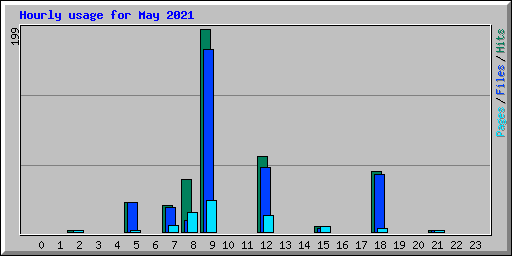 Hourly usage for May 2021
199
Pages/Files/Hits
0 1 2 3 4 5 6 7 8 9 10 11 12 13 14 15 16 17 18 19 20 21 22 23